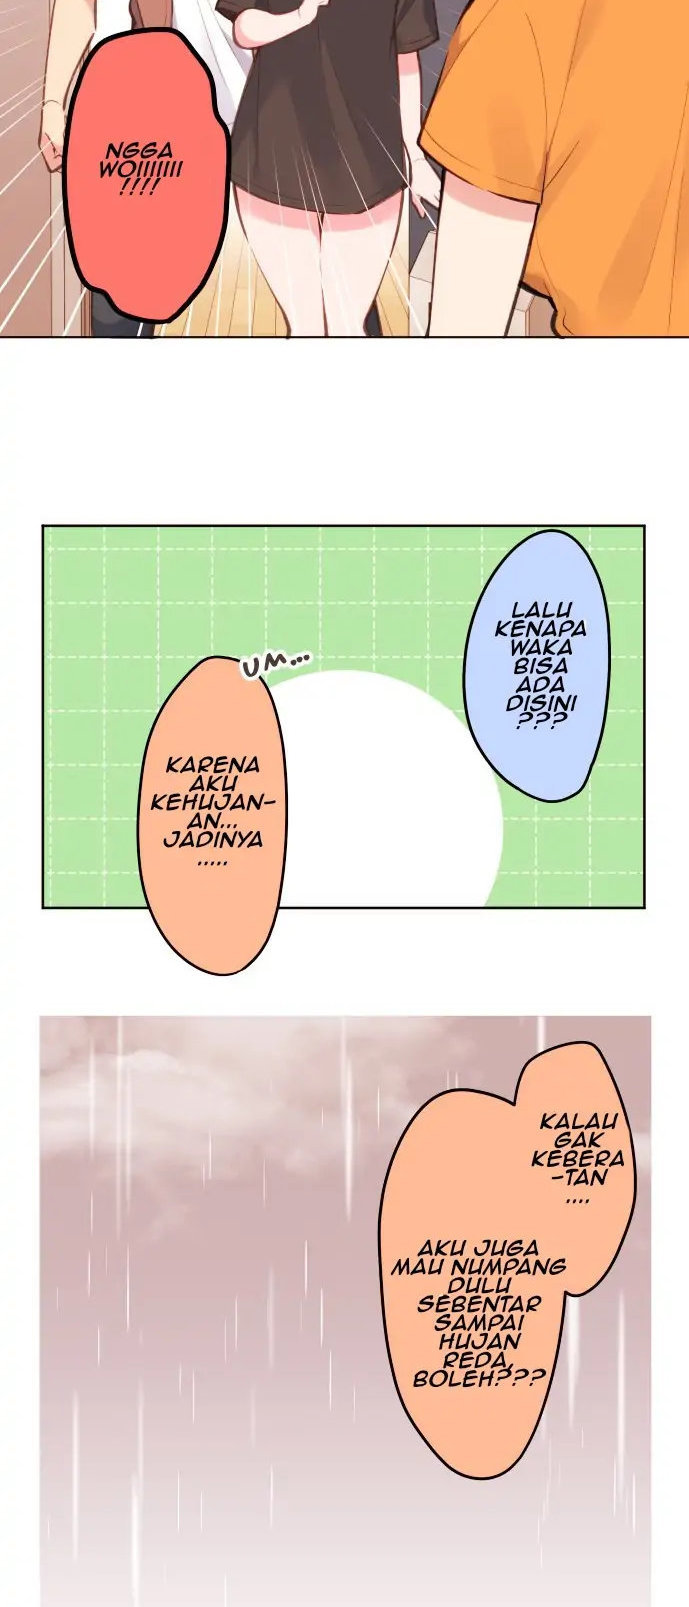 NGGA
WOIIIIIII
!!!!
LALU
KENAPA
WAKA
BISA
ADA
DISINI
???
UM...
KARENA
AKU
KEHUJAN-
AN...
JADINYA
.....
KALAU
GAK
KEBERA
-TAN
....
AKU JUGA
MAU NUMPANG
DULU
SEBENTAR
SAMPAI
HUJAN
REDA,
BOLEH???